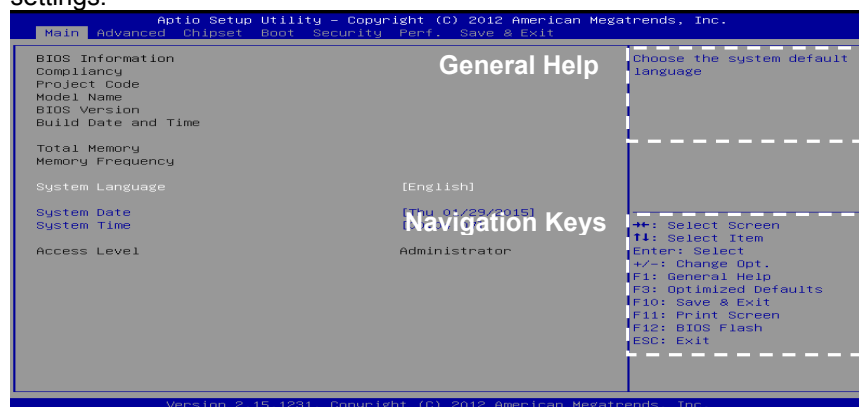 settings.
Aptio Setup Utility – Copyright (C) 2012 American Megatrends, Inc.
Main Advanced Chipset Boot Security Perf. Save & Exit
BIOS Information
Compliancy
Project Code
Model Name
BIOS Version
Build Date and Time
Total Memory
Memory Frequency
System Language [English]
System Date [Thu 01/29/2015]
System Time
Access Level Administrator
General Help
Choose the system default
language
Navigation Keys
→←: Select Screen
↑↓: Select Item
Enter: Select
+/-: Change Opt.
F1: General Help
F3: Optimized Defaults
F10: Save & Exit
F11: Print Screen
F12: BIOS Flash
ESC: Exit
Version 2.15.1231. Copyright (C) 2012 American Megatrends, Inc.